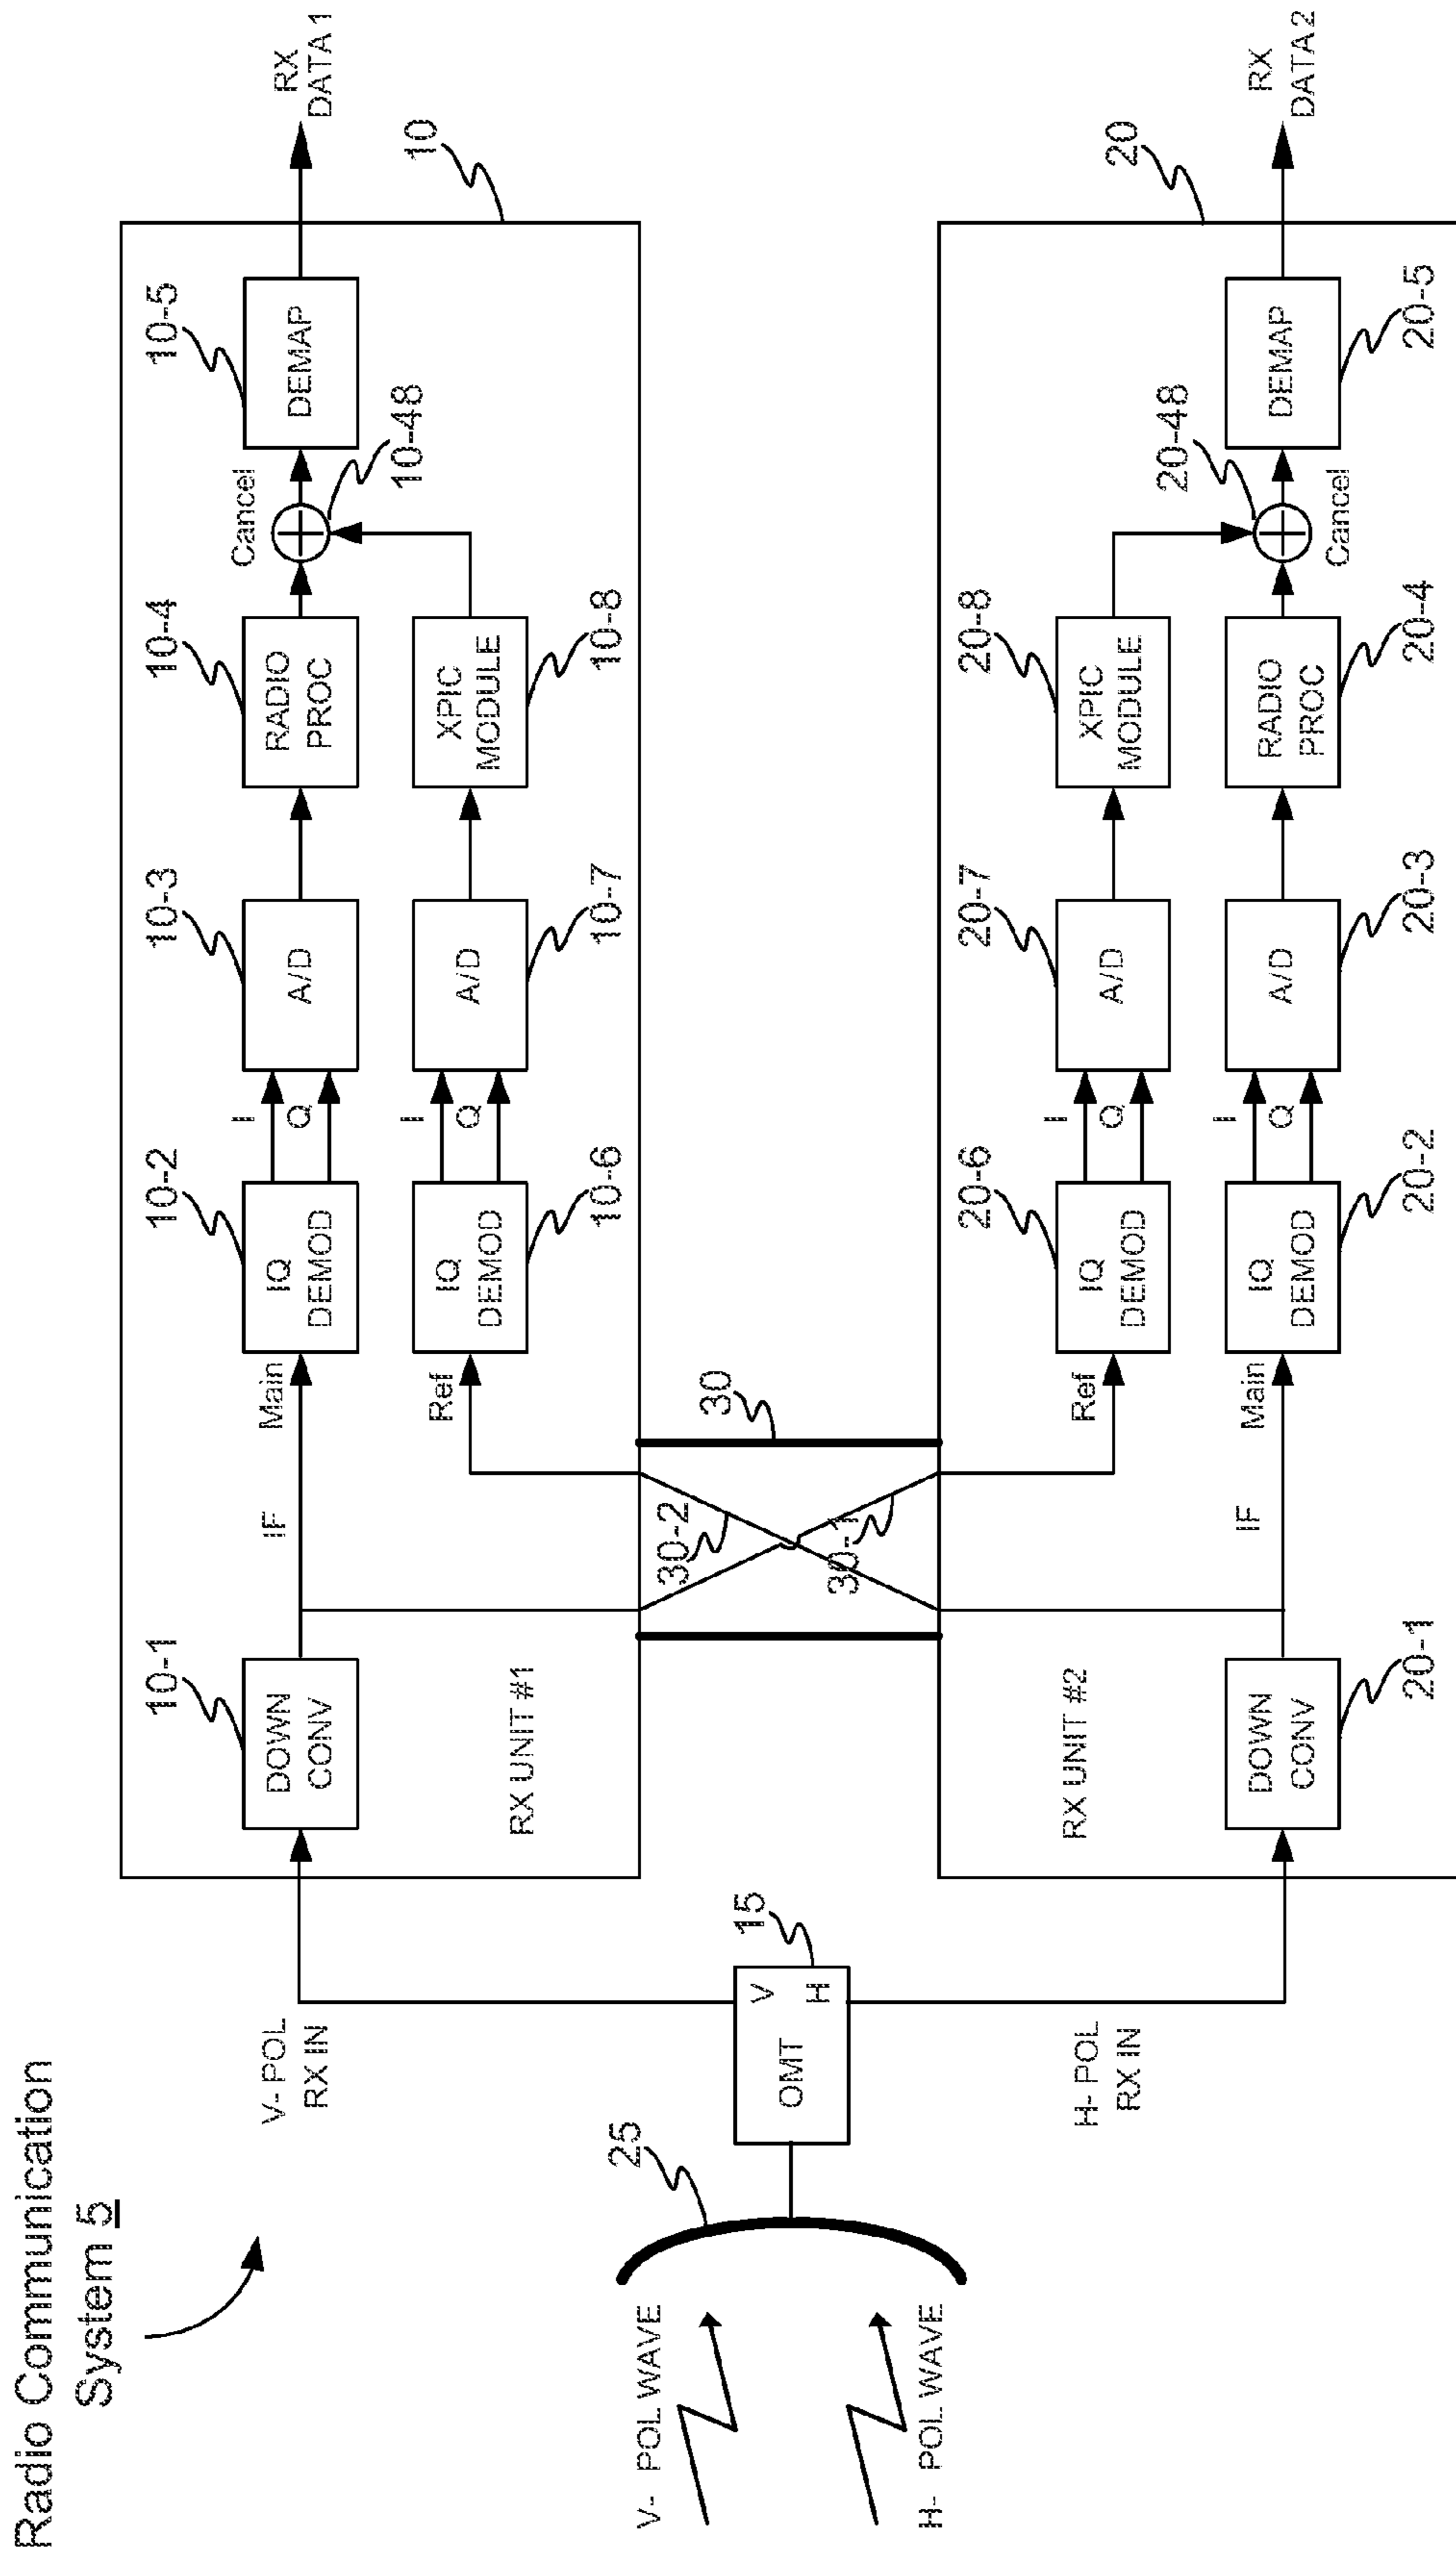 Radio Communication
System 5
V- POL WAVE
H- POL WAVE
25
OMT
V
H
15
V- POL
RX IN
H- POL
RX IN
RX UNIT #1
10
DOWN
CONV
10-1
IF
Main
IQ
DEMOD
10-2
I
Q
A/D
10-3
RADIO
PROC
10-4
Cancel
10-48
DEMAP
10-5
RX
DATA 1
Ref
IQ
DEMOD
10-6
I
Q
A/D
10-7
XPIC
MODULE
10-8
30
30-2
30-1
RX UNIT #2
20
Ref
IQ
DEMOD
20-6
I
Q
A/D
20-7
XPIC
MODULE
20-8
DOWN
CONV
20-1
IF
Main
IQ
DEMOD
20-2
I
Q
A/D
20-3
RADIO
PROC
20-4
Cancel
20-48
DEMAP
20-5
RX
DATA 2